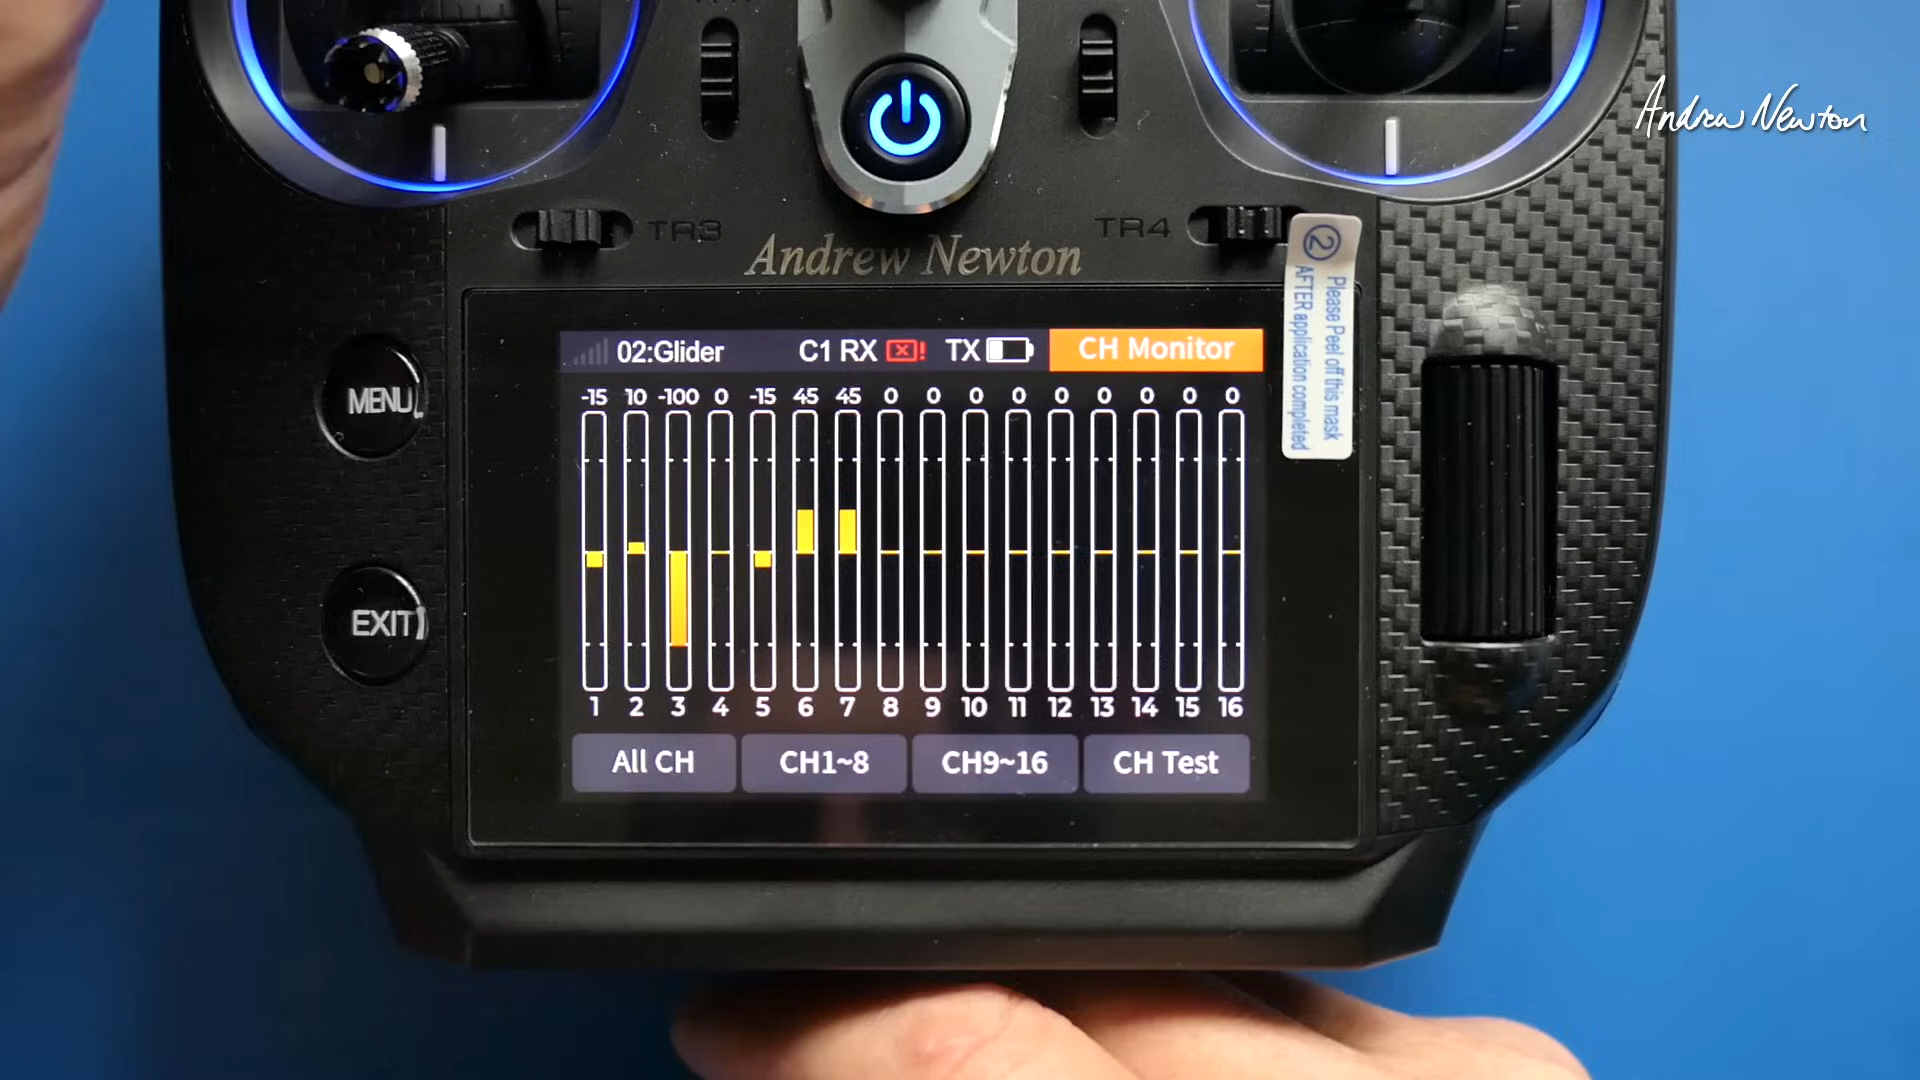 Andrew Newton
TR3
TR4
Andrew Newton
② Please Peel off this mask
AFTER application completed
MENU
EXIT
02:Glider C1 RX ! TX CH Monitor
-15 10 -100 0 -15 45 45 0 0 0 0 0 0 0 0 0
1 2 3 4 5 6 7 8 9 10 11 12 13 14 15 16
All CH CH1~8 CH9~16 CH Test